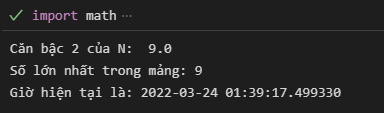 import math ...
Căn bậc 2 của N:  9.0
Số lớn nhất trong mảng: 9
Giờ hiện tại là: 2022-03-24 01:39:17.499330